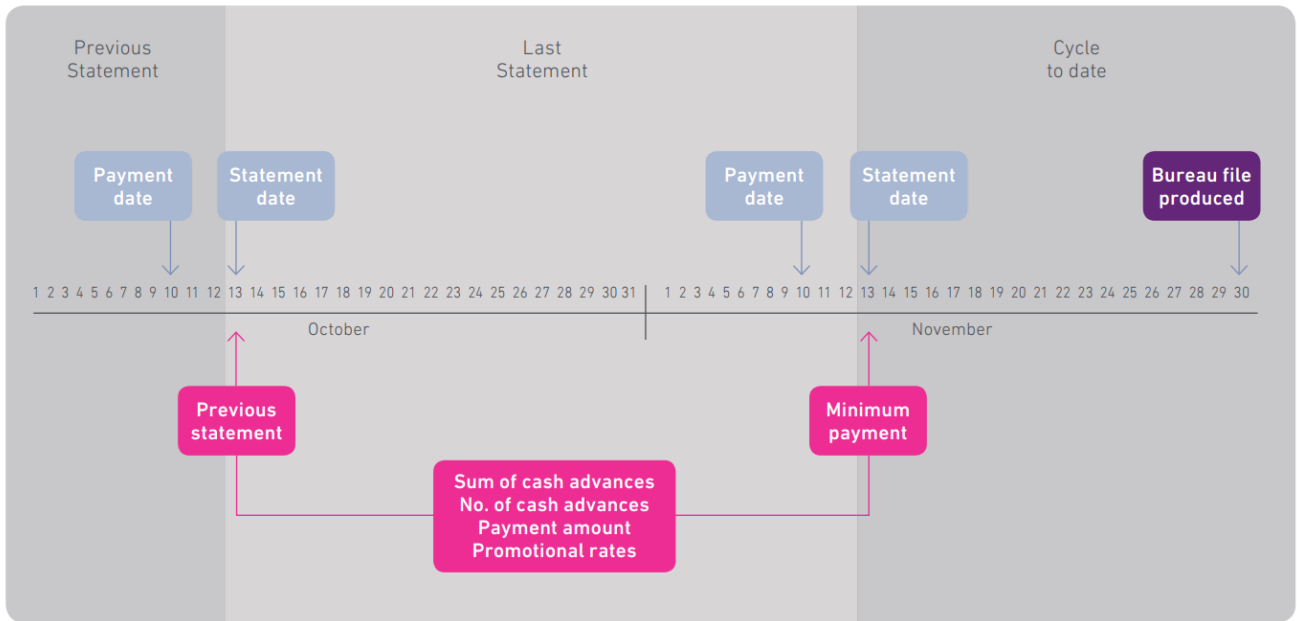 Previous
Statement
Last
Statement
Cycle
to date
Payment
date
Statement
date
Payment
date
Statement
date
Bureau file
produced
1 2 3 4 5 6 7 8 9 10 11 12 13 14 15 16 17 18 19 20 21 22 23 24 25 26 27 28 29 30 31
1 2 3 4 5 6 7 8 9 10 11 12 13 14 15 16 17 18 19 20 21 22 23 24 25 26 27 28 29 30
October
November
Previous
statement
Minimum
payment
Sum of cash advances
No. of cash advances
Payment amount
Promotional rates